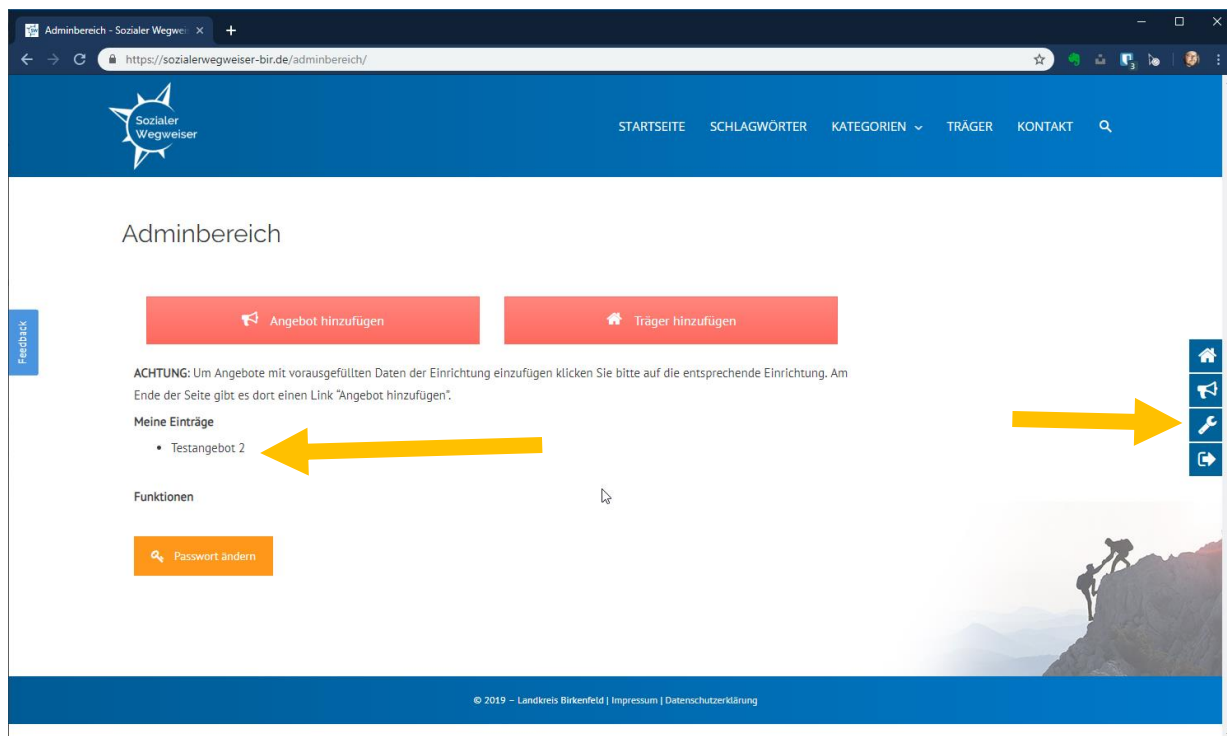 Adminbereich - Sozialer Wegwei
https://sozialerwegweiser-bir.de/adminbereich/
3
Sozialer
Wegweiser
STARTSEITE SCHLAGWÖRTER KATEGORIEN TRÄGER KONTAKT
Adminbereich
Angebot hinzufügen Träger hinzufügen
Feedback
ACHTUNG: Um Angebote mit vorausgefüllten Daten der Einrichtung einzufügen klicken Sie bitte auf die entsprechende Einrichtung. Am
Ende der Seite gibt es dort einen Link "Angebot hinzufügen".
Meine Einträge
• Testangebot 2
Funktionen
Passwort ändern
© 2019 – Landkreis Birkenfeld | Impressum | Datenschutzerklärung